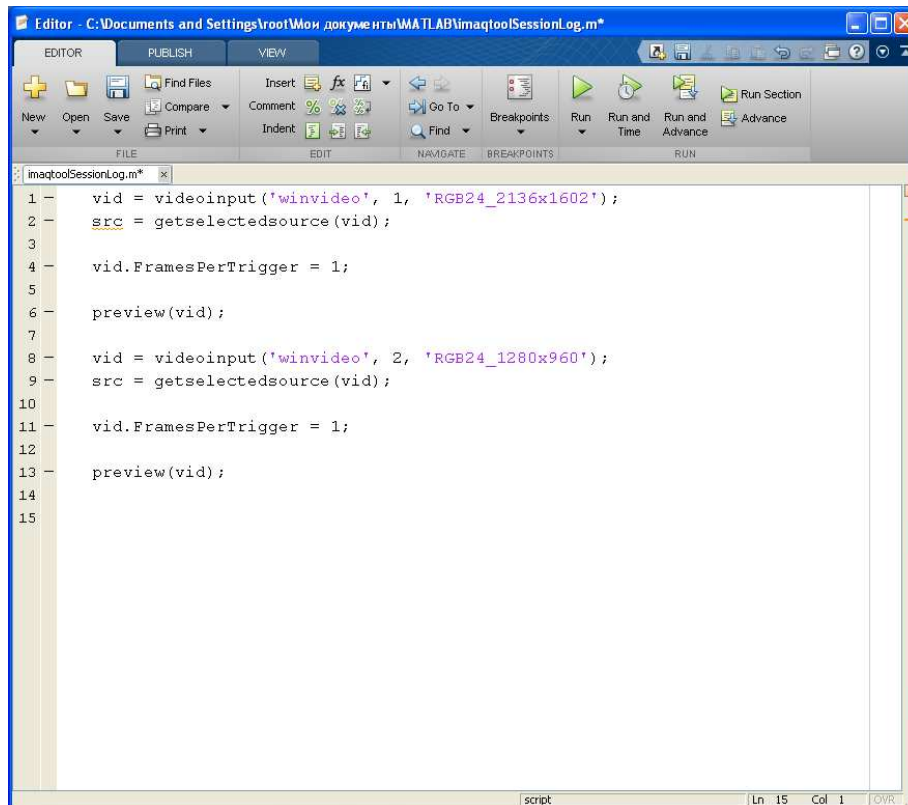 Editor - C:\Documents and Settings\root\Мои документы\MATLAB\imaqtoolSessionLog.m*
EDITOR PUBLISH VIEW
New Open Save Find Files Compare Print
Insert fx Comment Indent
Go To Find
Breakpoints
Run Run and Time Run and Advance Run Section Advance
FILE EDIT NAVIGATE BREAKPOINTS RUN
imaqtoolSessionLog.m*
1 vid = videoinput('winvideo', 1, 'RGB24_2136x1602');
2 src = getselectedsource(vid);
3
4 vid.FramesPerTrigger = 1;
5
6 preview(vid);
7
8 vid = videoinput('winvideo', 2, 'RGB24_1280x960');
9 src = getselectedsource(vid);
10
11 vid.FramesPerTrigger = 1;
12
13 preview(vid);
14
15
script Ln 15 Col 1 OVR